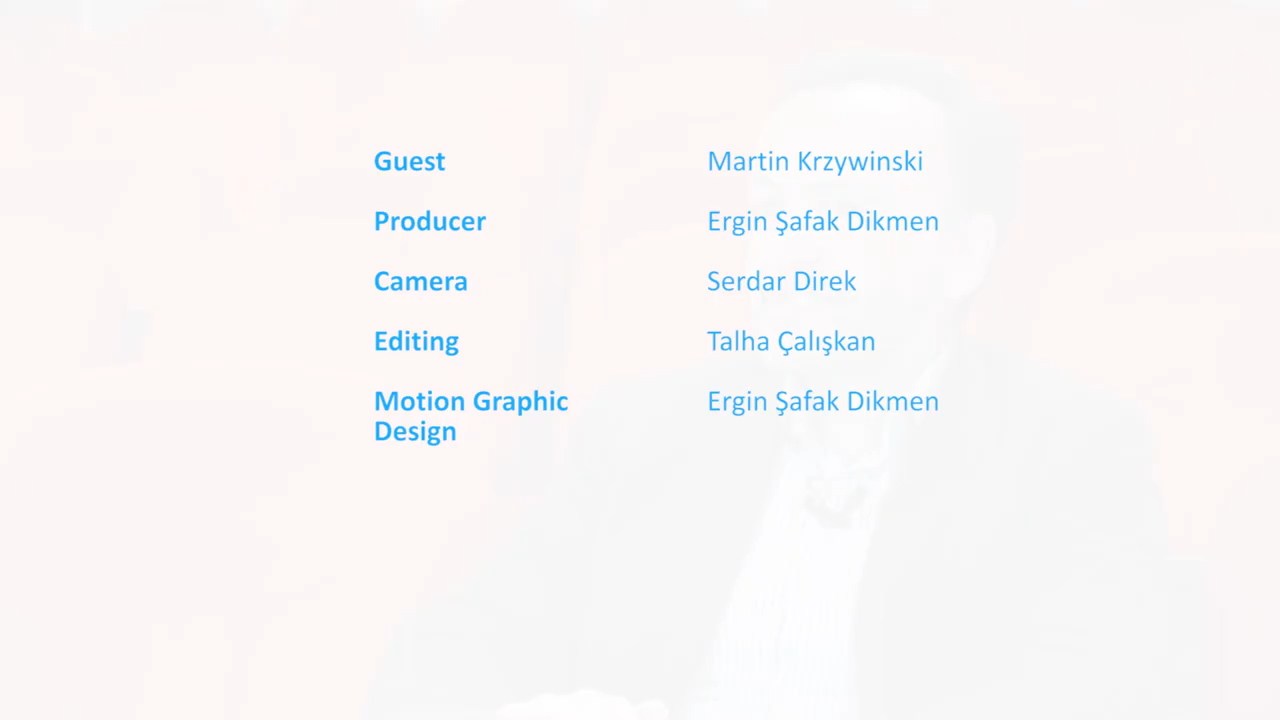 Guest Martin Krzywinski
Producer Ergin Şafak Dikmen
Camera Serdar Direk
Editing Talha Çalışkan
Motion Graphic Ergin Şafak Dikmen
Design